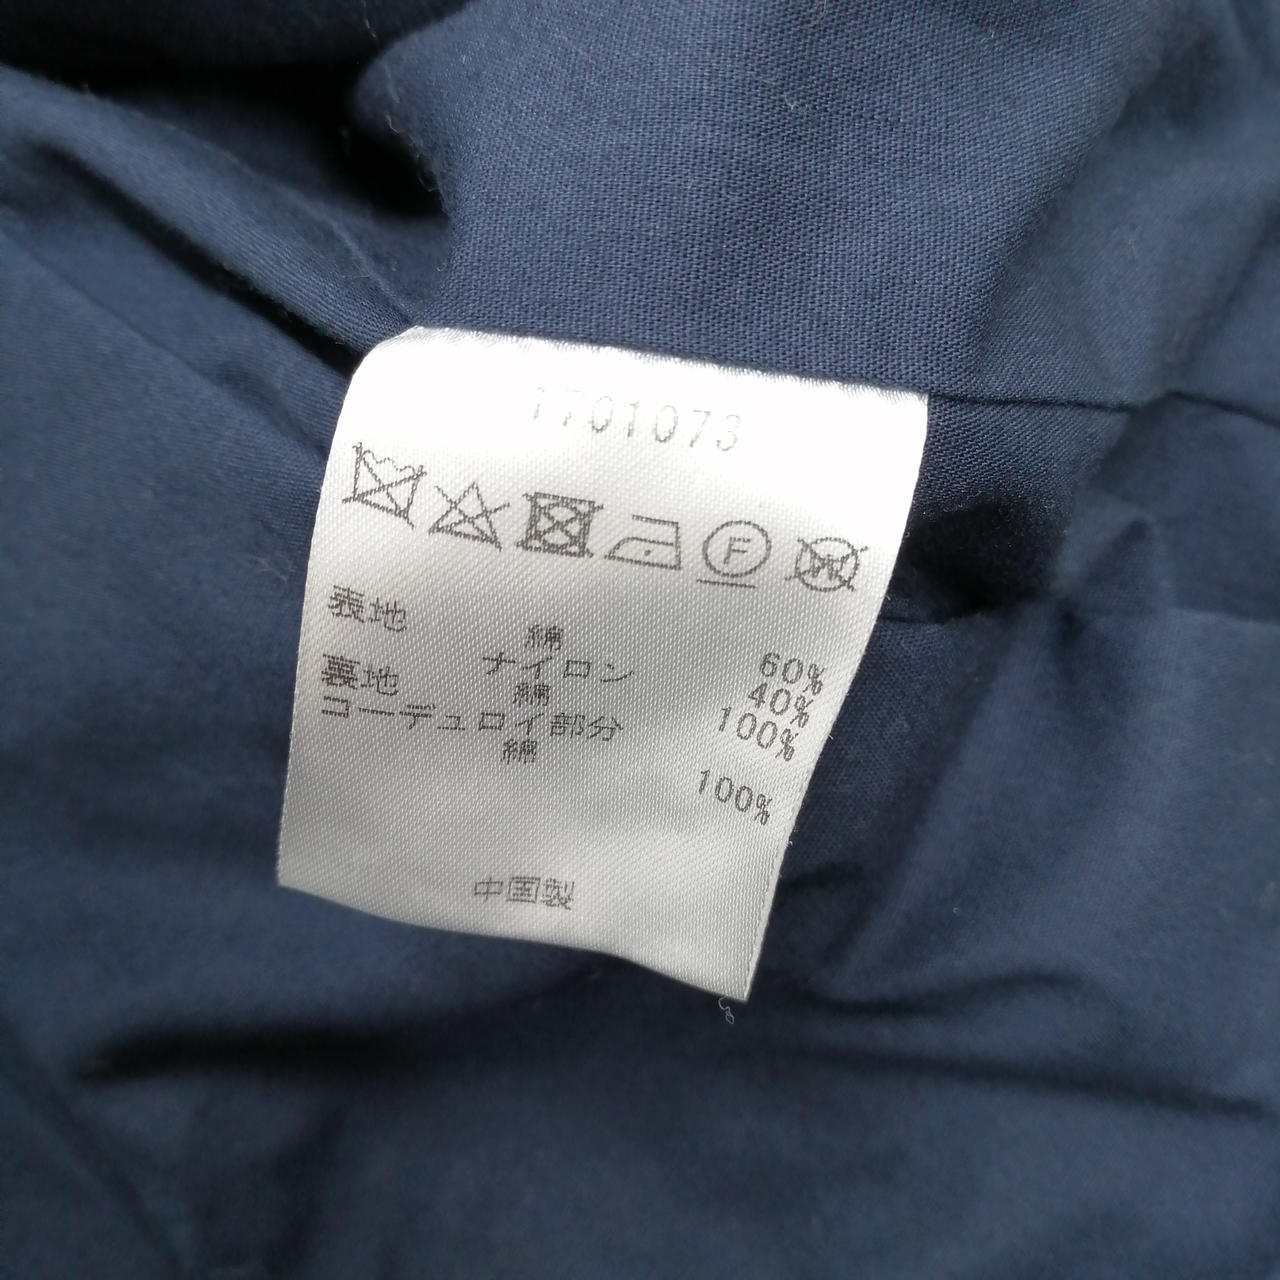 1701073
F W
表地 綿 60%
ナイロン 40%
裏地 綿 100%
コーデュロイ部分
綿 100%
中国製